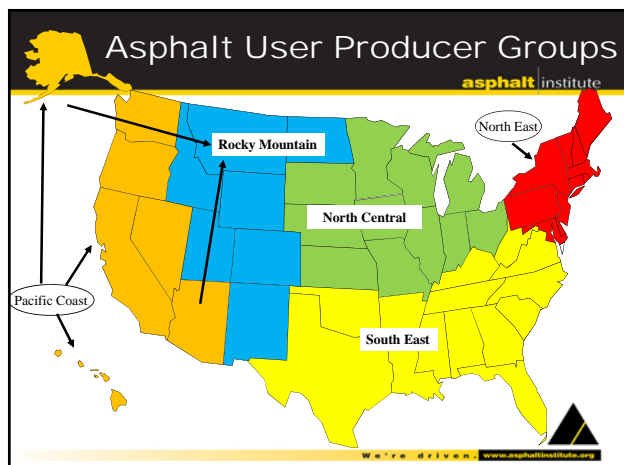 Asphalt User Producer Groups
asphalt institute
North East
Rocky Mountain
North Central
Pacific Coast
South East
We're driven. www.asphaltinstitute.org